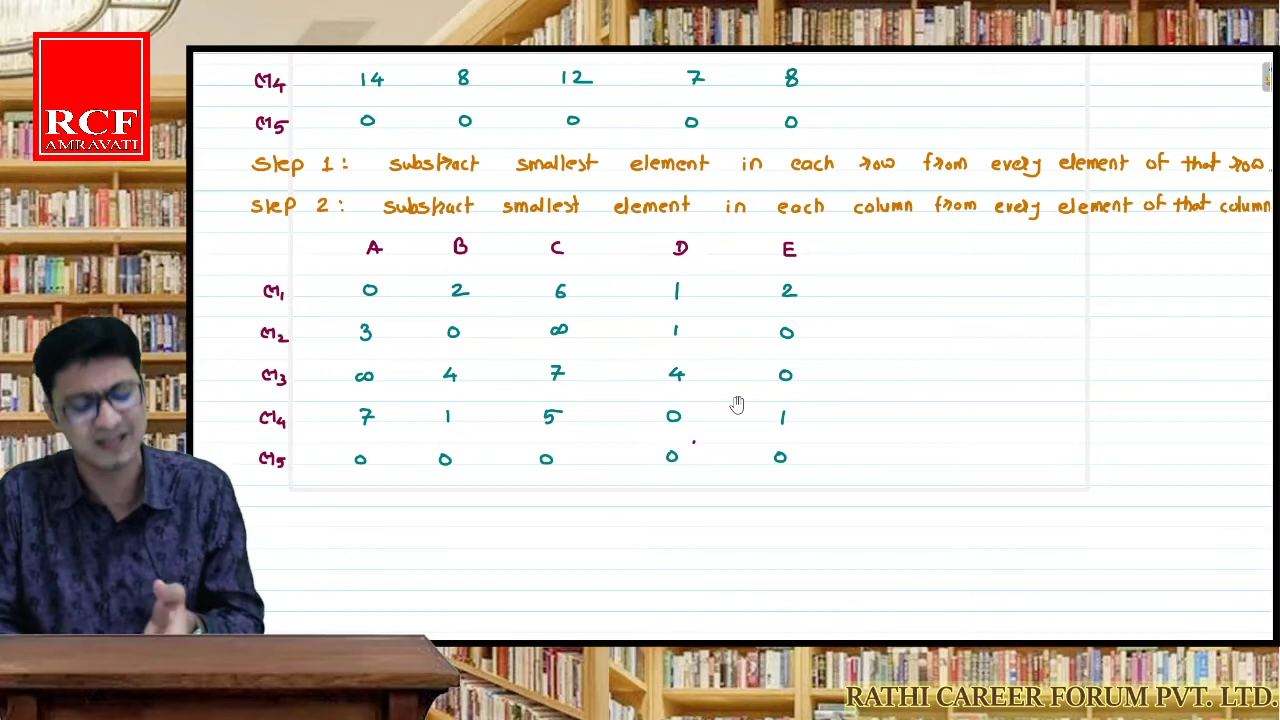 RCF
AMRAVATI
M4 14 8 12 7 8
M5 0 0 0 0 0
Step 1: substract smallest element in each row from every element of that row.
Step 2: substract smallest element in each column from every element of that column
A B C D E
M1 0 2 6 1 2
M2 3 0 ∞ 1 0
M3 ∞ 4 7 4 0
M4 7 1 5 0 1
M5 0 0 0 0 0
RATHI CAREER FORUM PVT. LTD.